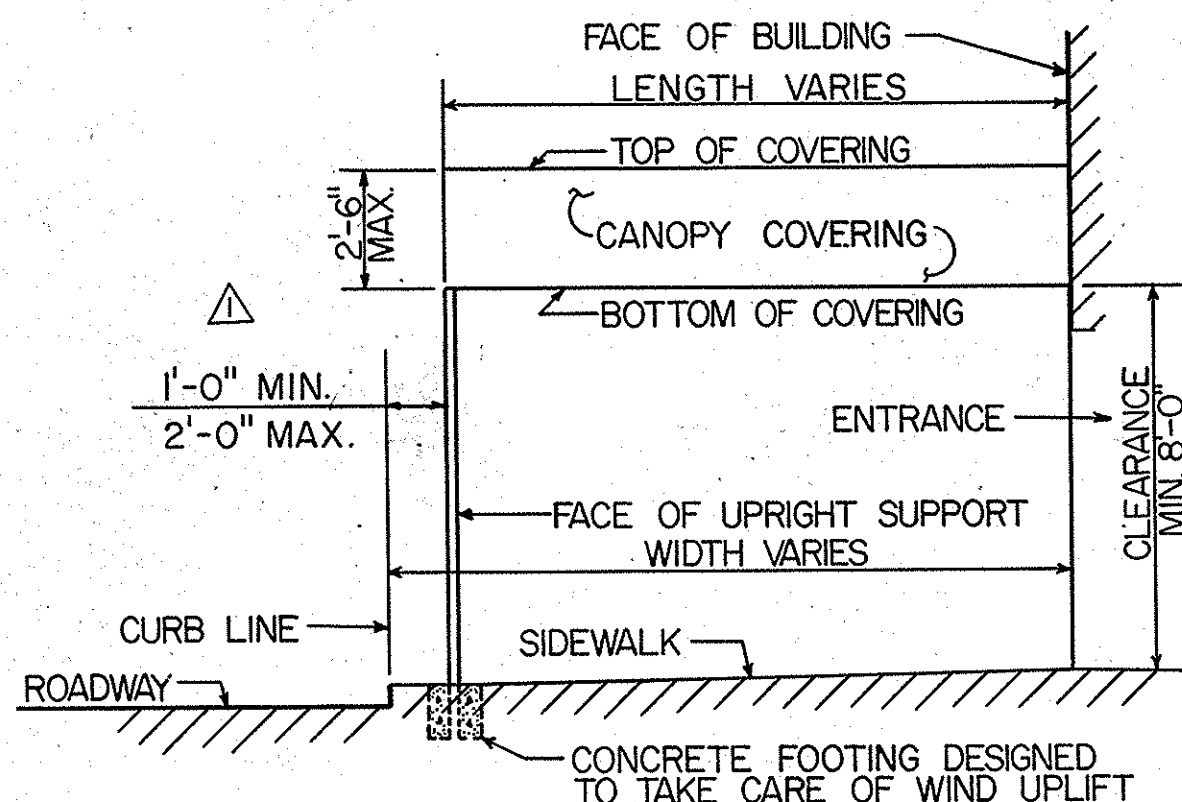 FACE OF BUILDING
LENGTH VARIES
TOP OF COVERING
2'-6"
MAX.
CANOPY COVERING
1
BOTTOM OF COVERING
1'-0" MIN.
2'-0" MAX.
ENTRANCE
CLEARANCE
MIN. 8'-0"
FACE OF UPRIGHT SUPPORT
WIDTH VARIES
CURB LINE
SIDEWALK
ROADWAY
CONCRETE FOOTING DESIGNED
TO TAKE CARE OF WIND UPLIFT